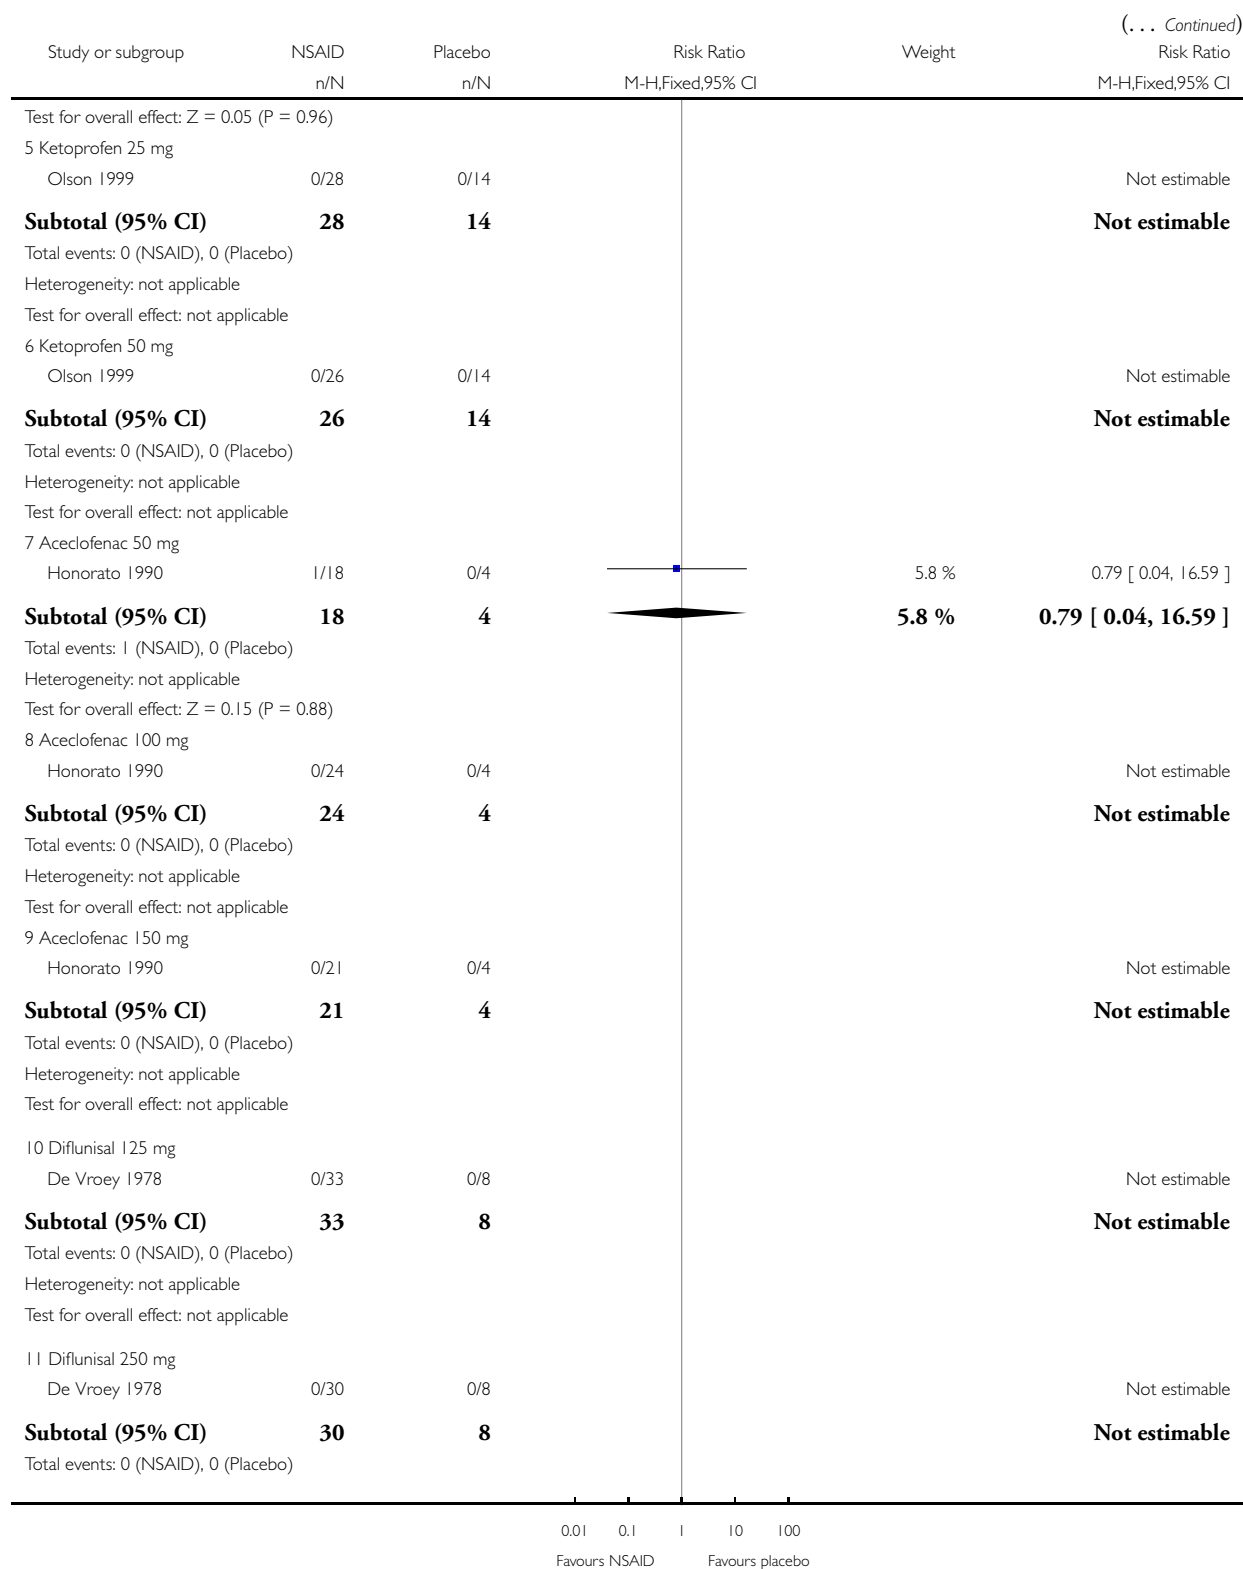 (... Continued)
Study or subgroup NSAID Placebo Risk Ratio Weight Risk Ratio
n/N n/N M-H,Fixed,95% CI M-H,Fixed,95% CI
Test for overall effect: Z = 0.05 (P = 0.96)
5 Ketoprofen 25 mg
Olson 1999 0/28 0/14 Not estimable
Subtotal (95% CI) 28 14 Not estimable
Total events: 0 (NSAID), 0 (Placebo)
Heterogeneity: not applicable
Test for overall effect: not applicable
6 Ketoprofen 50 mg
Olson 1999 0/26 0/14 Not estimable
Subtotal (95% CI) 26 14 Not estimable
Total events: 0 (NSAID), 0 (Placebo)
Heterogeneity: not applicable
Test for overall effect: not applicable
7 Aceclofenac 50 mg
Honorato 1990 1/18 0/4 5.8 % 0.79 [ 0.04, 16.59 ]
Subtotal (95% CI) 18 4 5.8 % 0.79 [ 0.04, 16.59 ]
Total events: 1 (NSAID), 0 (Placebo)
Heterogeneity: not applicable
Test for overall effect: Z = 0.15 (P = 0.88)
8 Aceclofenac 100 mg
Honorato 1990 0/24 0/4 Not estimable
Subtotal (95% CI) 24 4 Not estimable
Total events: 0 (NSAID), 0 (Placebo)
Heterogeneity: not applicable
Test for overall effect: not applicable
9 Aceclofenac 150 mg
Honorato 1990 0/21 0/4 Not estimable
Subtotal (95% CI) 21 4 Not estimable
Total events: 0 (NSAID), 0 (Placebo)
Heterogeneity: not applicable
Test for overall effect: not applicable
10 Diflunisal 125 mg
De Vroey 1978 0/33 0/8 Not estimable
Subtotal (95% CI) 33 8 Not estimable
Total events: 0 (NSAID), 0 (Placebo)
Heterogeneity: not applicable
Test for overall effect: not applicable
11 Diflunisal 250 mg
De Vroey 1978 0/30 0/8 Not estimable
Subtotal (95% CI) 30 8 Not estimable
Total events: 0 (NSAID), 0 (Placebo)
0.01 0.1 1 10 100
Favours NSAID Favours placebo